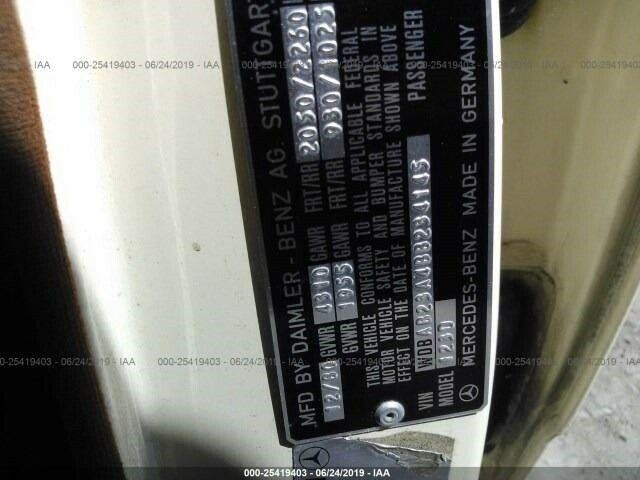 000-25419403 - 06/24/2019 - IAA
MFD BY DAIMLER - BENZ AG. STUTTGART
12/80 GVWR 4310 GAWR FRT/RR 2050/2260
GVWR 1955 GAWR FRT/RR 930/1025
THIS VEHICLE CONFORMS TO ALL APPLICABLE FEDERAL
MOTOR VEHICLE SAFETY AND BUMPER STANDARDS IN
EFFECT ON THE DATE OF MANUFACTURE SHOWN ABOVE
VIN WDBAB23A4BB234145 PASSENGER
MODEL 123D
MERCEDES-BENZ MADE IN GERMANY